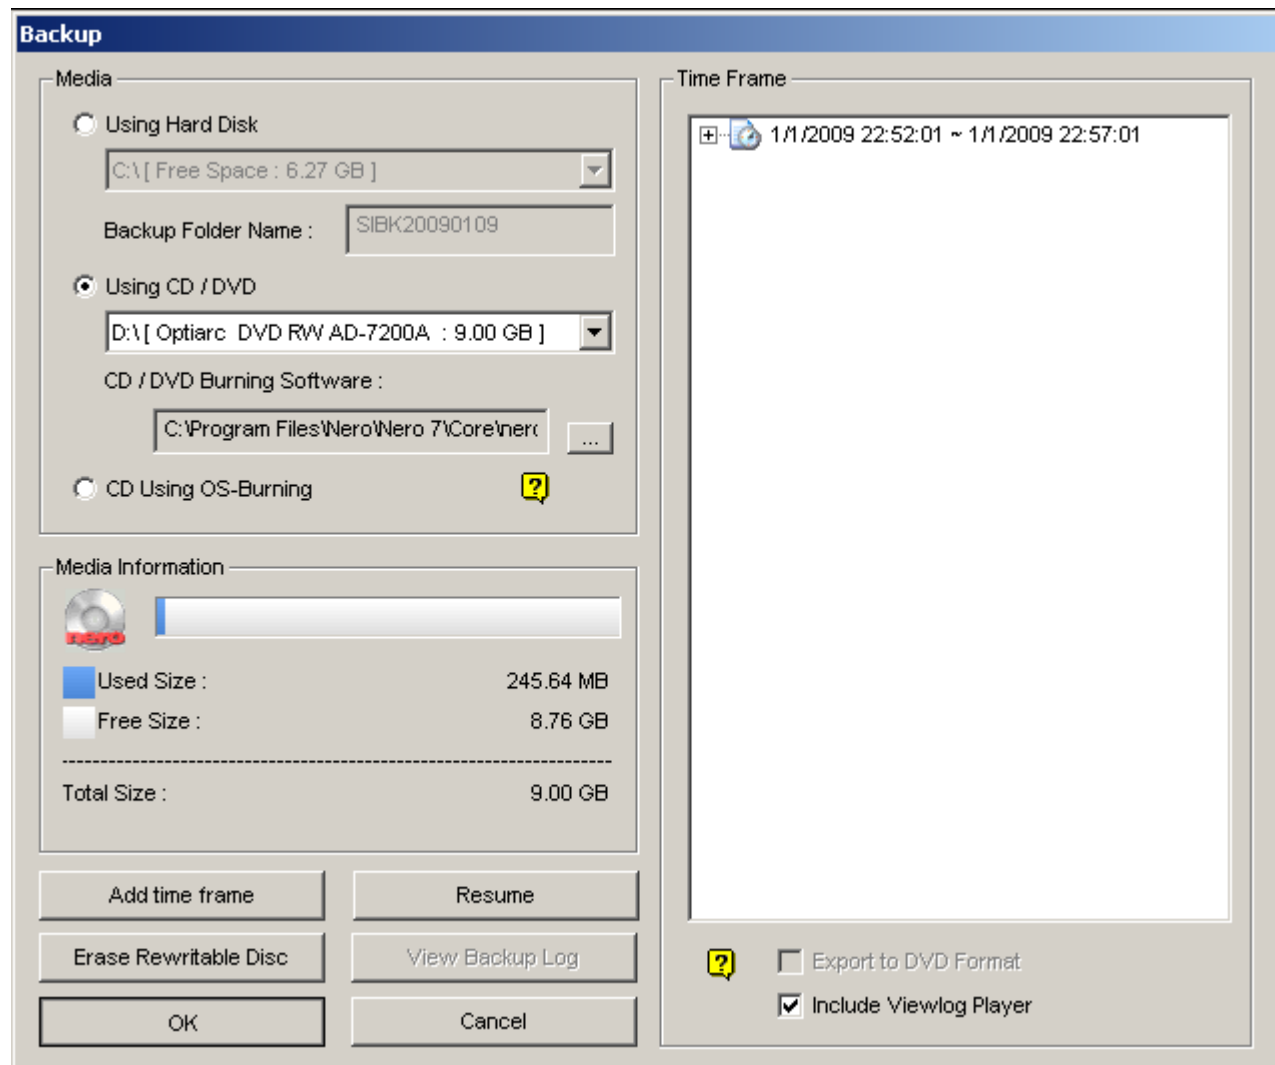 Backup
Media
Using Hard Disk
C:\ [ Free Space : 6.27 GB ]
Backup Folder Name :
SIBK20090109
Using CD / DVD
D:\ [ Optiarc DVD RW AD-7200A : 9.00 GB ]
CD / DVD Burning Software :
C:\Program Files\Nero\Nero 7\Core\nero
...
CD Using OS-Burning
?
Media Information
nero
Used Size : 245.64 MB
Free Size : 8.76 GB
Total Size : 9.00 GB
Add time frame
Resume
Erase Rewritable Disc
View Backup Log
OK
Cancel
Time Frame
1/1/2009 22:52:01 ~ 1/1/2009 22:57:01
?
Export to DVD Format
Include Viewlog Player